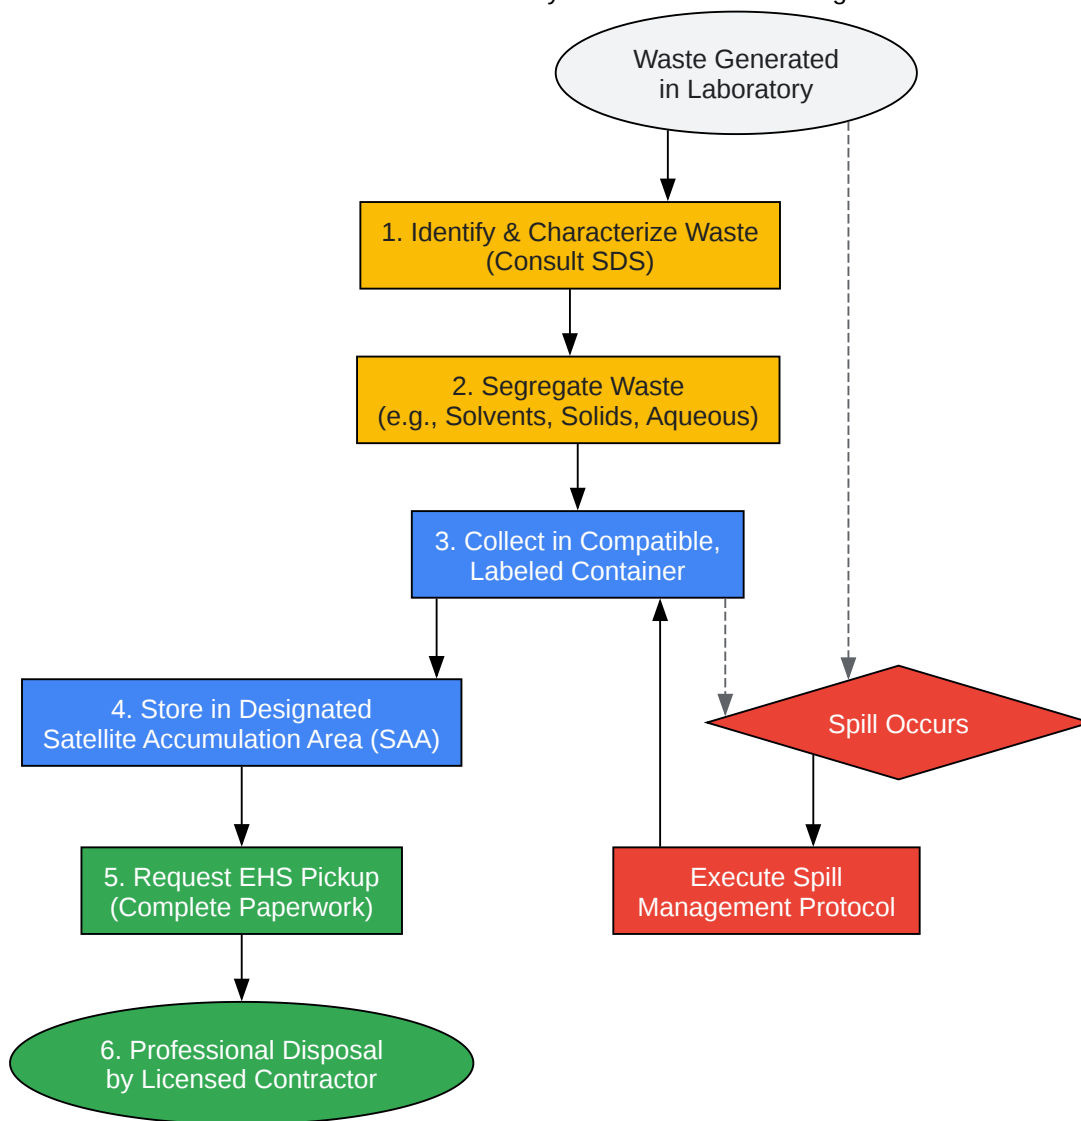 Waste Generated
in Laboratory
1. Identify & Characterize Waste
(Consult SDS)
2. Segregate Waste
(e.g., Solvents, Solids, Aqueous)
3. Collect in Compatible,
Labeled Container
4. Store in Designated
Satellite Accumulation Area (SAA)
Spill Occurs
5. Request EHS Pickup
(Complete Paperwork)
Execute Spill
Management Protocol
6. Professional Disposal
by Licensed Contractor